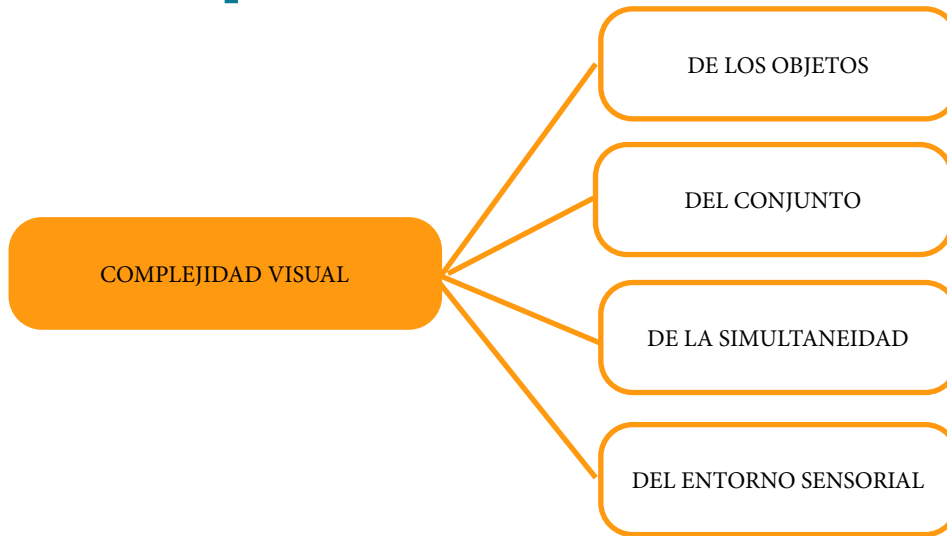 DE LOS OBJETOS
DEL CONJUNTO
COMPLEJIDAD VISUAL
DE LA SIMULTANEIDAD
DEL ENTORNO SENSORIAL